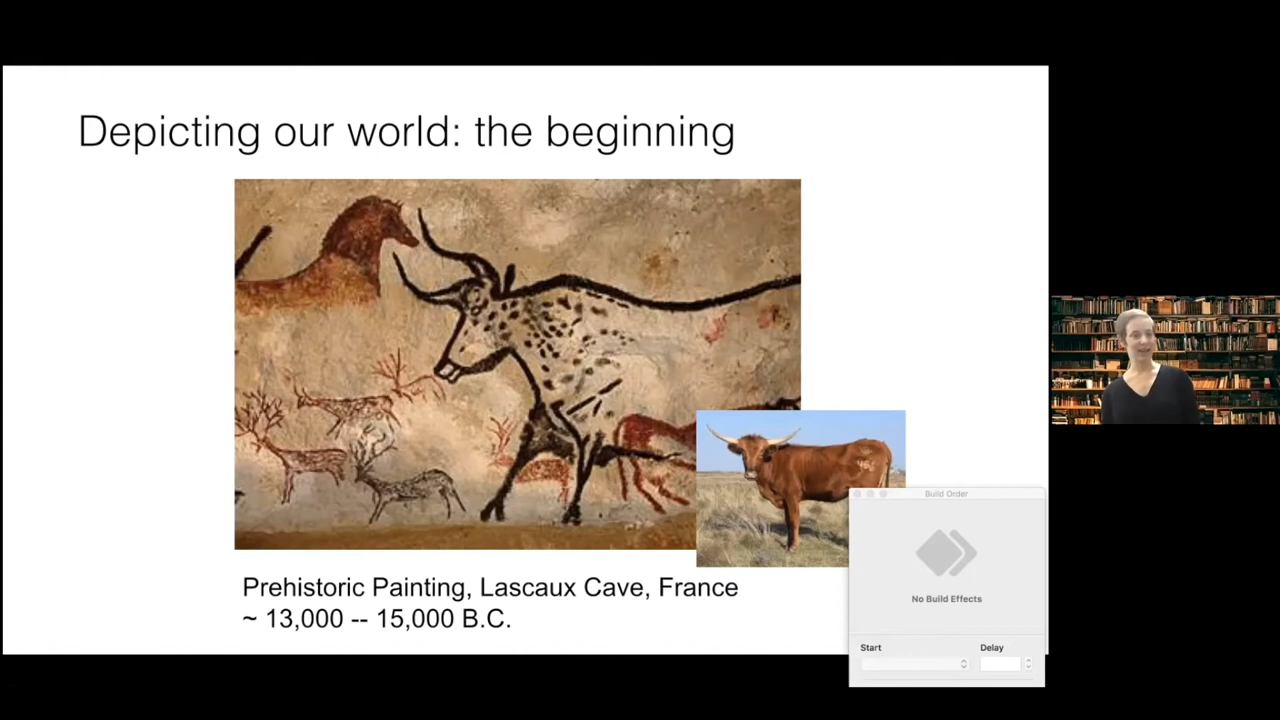 Depicting our world: the beginning
Prehistoric Painting, Lascaux Cave, France
~ 13,000 -- 15,000 B.C.
Build Order
No Build Effects
Start
Delay